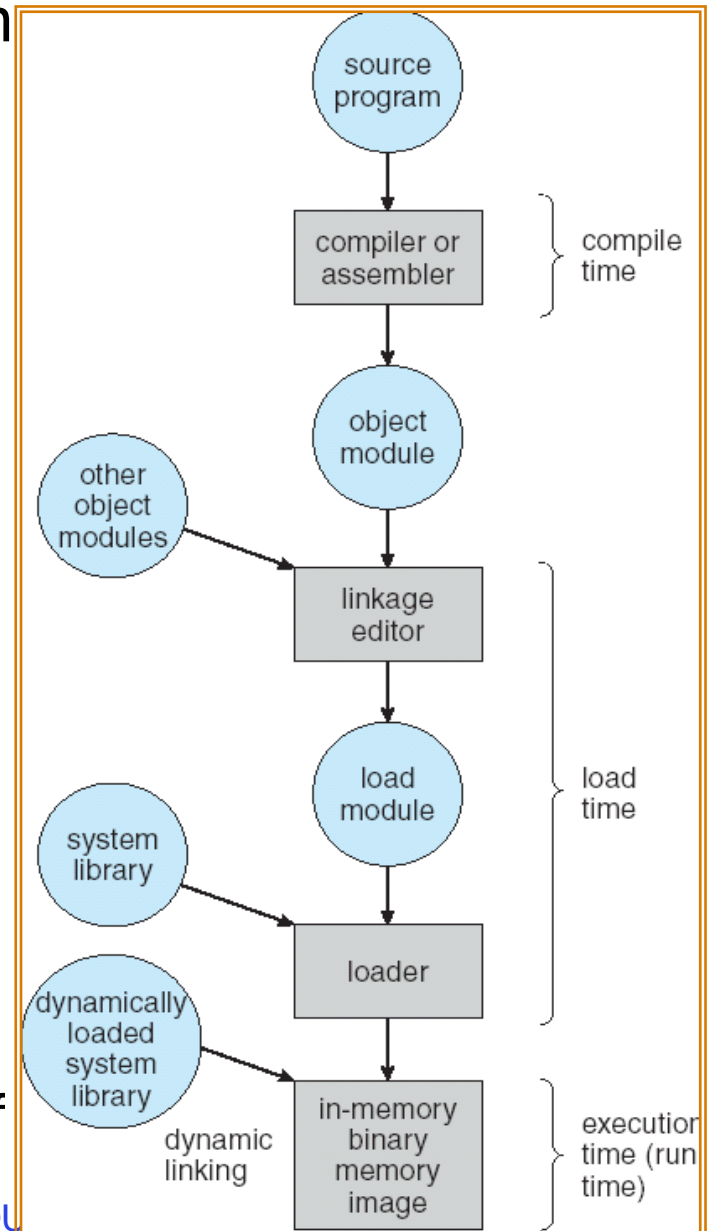 source
program
compiler or
assembler
compile
time
object
module
other
object
modules
linkage
editor
load
module
load
time
system
library
loader
dynamically
loaded
system
library
dynamic
linking
in-memory
binary
memory
image
execution
time (run
time)